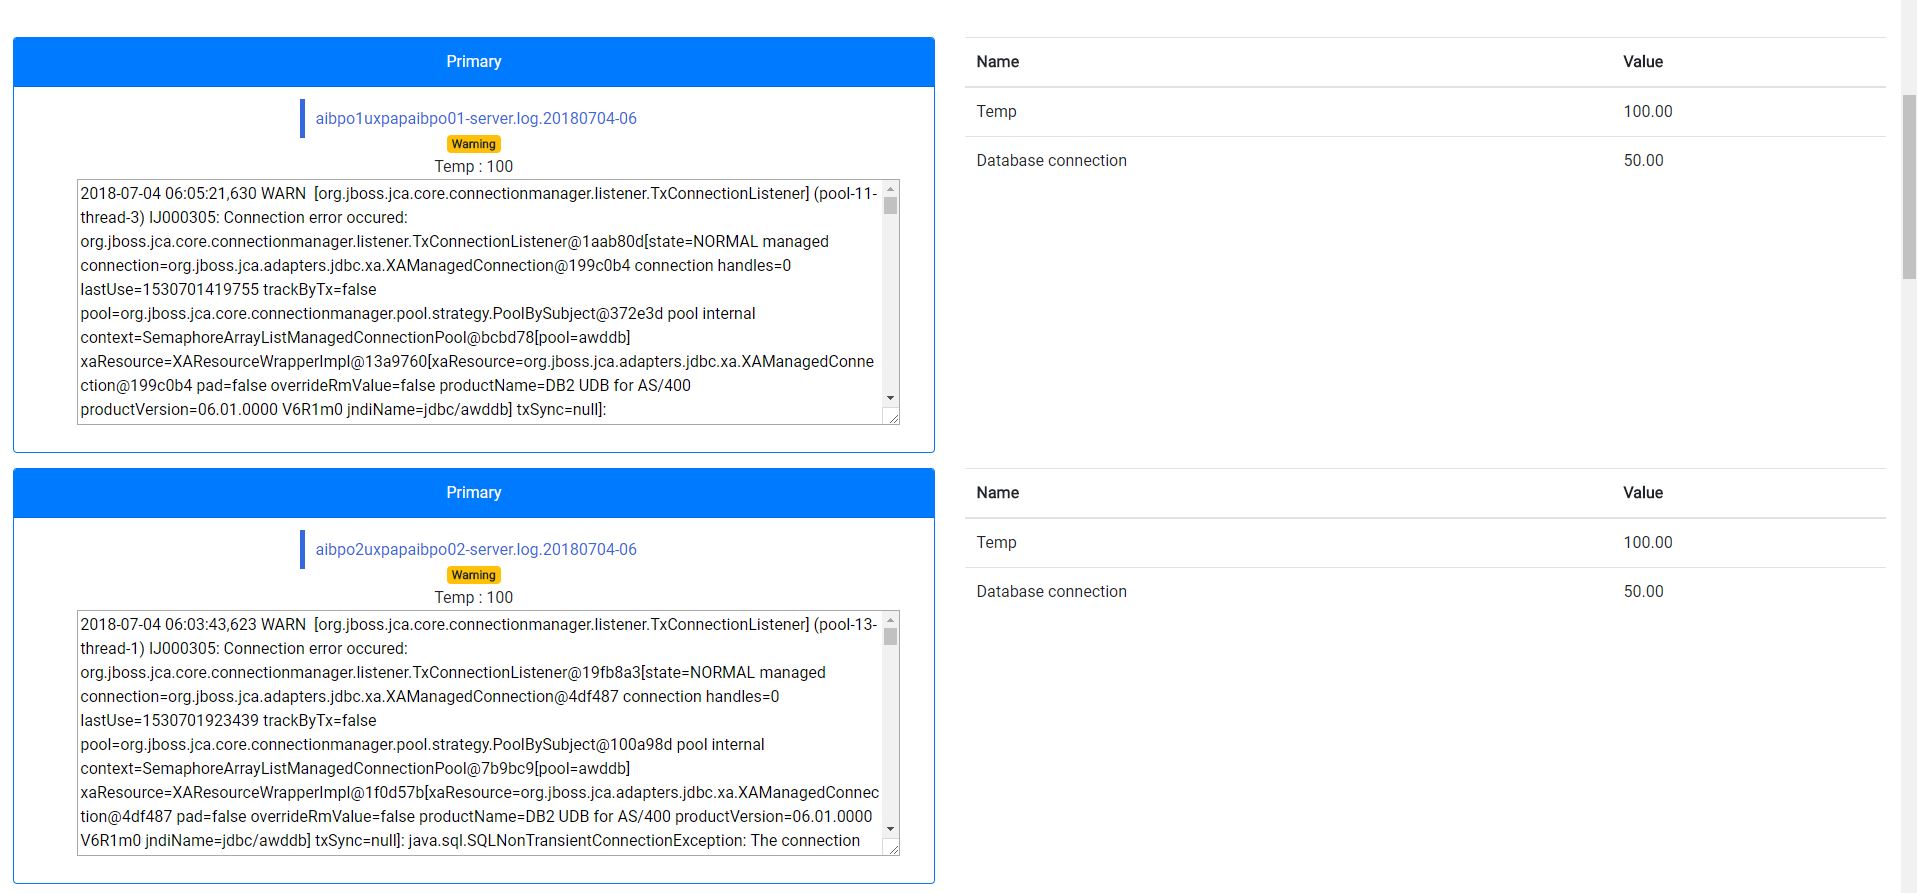 Primary
aibpo1uxpapaibpo01-server.log.20180704-06
Warning
Temp : 100
2018-07-04 06:05:21,630 WARN  [org.jboss.jca.core.connectionmanager.listener.TxConnectionListener] (pool-11-
thread-3) IJ000305: Connection error occured:
org.jboss.jca.core.connectionmanager.listener.TxConnectionListener@1aab80d[state=NORMAL managed
connection=org.jboss.jca.adapters.jdbc.xa.XAManagedConnection@199c0b4 connection handles=0
lastUse=1530701419755 trackByTx=false
pool=org.jboss.jca.core.connectionmanager.pool.strategy.PoolBySubject@372e3d pool internal
context=SemaphoreArrayListManagedConnectionPool@bcbd78[pool=awddb]
xaResource=XAResourceWrapperImpl@13a9760[xaResource=org.jboss.jca.adapters.jdbc.xa.XAManagedConne
ction@199c0b4 pad=false overrideRmValue=false productName=DB2 UDB for AS/400
productVersion=06.01.0000 V6R1m0 jndiName=jdbc/awddb] txSync=null]:
Name Value
Temp 100.00
Database connection 50.00
Primary
aibpo2uxpapaibpo02-server.log.20180704-06
Warning
Temp : 100
2018-07-04 06:03:43,623 WARN  [org.jboss.jca.core.connectionmanager.listener.TxConnectionListener] (pool-13-
thread-1) IJ000305: Connection error occured:
org.jboss.jca.core.connectionmanager.listener.TxConnectionListener@19fb8a3[state=NORMAL managed
connection=org.jboss.jca.adapters.jdbc.xa.XAManagedConnection@4df487 connection handles=0
lastUse=1530701923439 trackByTx=false
pool=org.jboss.jca.core.connectionmanager.pool.strategy.PoolBySubject@100a98d pool internal
context=SemaphoreArrayListManagedConnectionPool@7b9bc9[pool=awddb]
xaResource=XAResourceWrapperImpl@1f0d57b[xaResource=org.jboss.jca.adapters.jdbc.xa.XAManagedConnec
tion@4df487 pad=false overrideRmValue=false productName=DB2 UDB for AS/400 productVersion=06.01.0000
V6R1m0 jndiName=jdbc/awddb] txSync=null]: java.sql.SQLNonTransientConnectionException: The connection
Name Value
Temp 100.00
Database connection 50.00